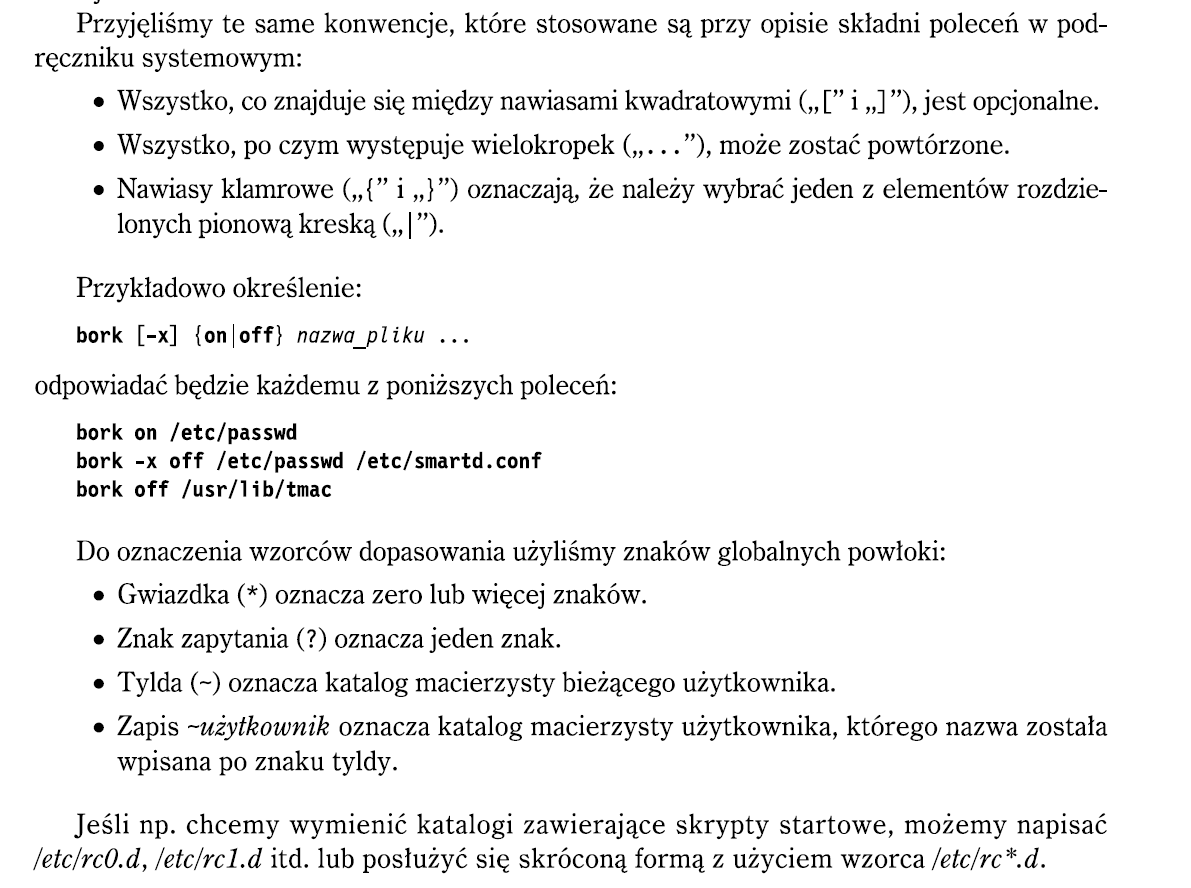 Przyjęliśmy te same konwencje, które stosowane są przy opisie składni poleceń w pod-
ręczniku systemowym:
• Wszystko, co znajduje się między nawiasami kwadratowymi („[” i „]”), jest opcjonalne.
• Wszystko, po czym występuje wielokropek („...”), może zostać powtórzone.
• Nawiasy klamrowe („{” i „}”) oznaczają, że należy wybrać jeden z elementów rozdzie-
lonych pionową kreską („|”).
Przykładowo określenie:
bork [-x] {on|off} nazwa_pliku ...
odpowiadać będzie każdemu z poniższych poleceń:
bork on /etc/passwd
bork -x off /etc/passwd /etc/smartd.conf
bork off /usr/lib/tmac
Do oznaczenia wzorców dopasowania użyliśmy znaków globalnych powłoki:
• Gwiazdka (*) oznacza zero lub więcej znaków.
• Znak zapytania (?) oznacza jeden znak.
• Tylda (~) oznacza katalog macierzysty bieżącego użytkownika.
• Zapis ~użytkownik oznacza katalog macierzysty użytkownika, którego nazwa została
wpisana po znaku tyldy.
Jeśli np. chcemy wymienić katalogi zawierające skrypty startowe, możemy napisać
/etc/rc0.d, /etc/rc1.d itd. lub posłużyć się skróconą formą z użyciem wzorca /etc/rc*.d.